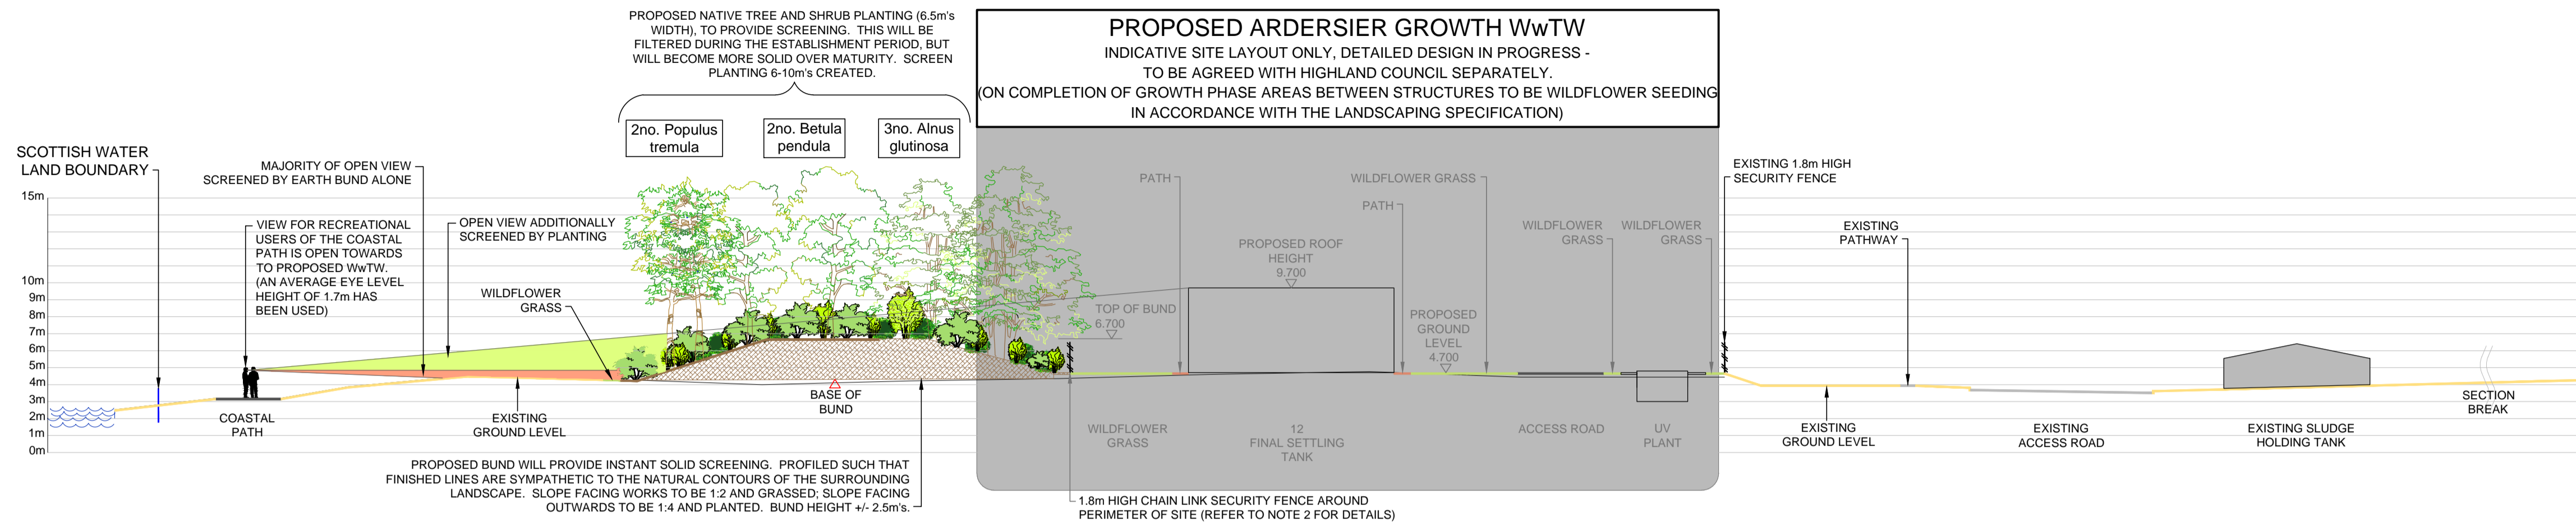 PROPOSED NATIVE TREE AND SHRUB PLANTING (6.5m's
WIDTH), TO PROVIDE SCREENING.  THIS WILL BE
FILTERED DURING THE ESTABLISHMENT PERIOD, BUT
WILL BECOME MORE SOLID OVER MATURITY.  SCREEN
PLANTING 6-10m's CREATED.
PROPOSED ARDERSIER GROWTH WwTW
INDICATIVE SITE LAYOUT ONLY, DETAILED DESIGN IN PROGRESS -
TO BE AGREED WITH HIGHLAND COUNCIL SEPARATELY.
(ON COMPLETION OF GROWTH PHASE AREAS BETWEEN STRUCTURES TO BE WILDFLOWER SEEDING
IN ACCORDANCE WITH THE LANDSCAPING SPECIFICATION)
2no. Populus
tremula
2no. Betula
pendula
3no. Alnus
glutinosa
SCOTTISH WATER
LAND BOUNDARY
MAJORITY OF OPEN VIEW
SCREENED BY EARTH BUND ALONE
VIEW FOR RECREATIONAL
USERS OF THE COASTAL
PATH IS OPEN TOWARDS
TO PROPOSED WwTW.
(AN AVERAGE EYE LEVEL
HEIGHT OF 1.7m HAS
BEEN USED)
OPEN VIEW ADDITIONALLY
SCREENED BY PLANTING
WILDFLOWER
GRASS
15m
10m
9m
8m
7m
6m
5m
4m
3m
2m
1m
0m
COASTAL
PATH
EXISTING
GROUND LEVEL
BASE OF
BUND
PROPOSED BUND WILL PROVIDE INSTANT SOLID SCREENING.  PROFILED SUCH THAT
FINISHED LINES ARE SYMPATHETIC TO THE NATURAL CONTOURS OF THE SURROUNDING
LANDSCAPE.  SLOPE FACING WORKS TO BE 1:2 AND GRASSED; SLOPE FACING
OUTWARDS TO BE 1:4 AND PLANTED.  BUND HEIGHT +/- 2.5m's.
TOP OF BUND
6.700
PATH
PROPOSED ROOF
HEIGHT
9.700
WILDFLOWER GRASS
PATH
PROPOSED
GROUND
LEVEL
4.700
WILDFLOWER
GRASS
WILDFLOWER
GRASS
WILDFLOWER
GRASS
12
FINAL SETTLING
TANK
ACCESS ROAD
UV
PLANT
1.8m HIGH CHAIN LINK SECURITY FENCE AROUND
PERIMETER OF SITE (REFER TO NOTE 2 FOR DETAILS)
EXISTING 1.8m HIGH
SECURITY FENCE
EXISTING
PATHWAY
EXISTING
GROUND LEVEL
EXISTING
ACCESS ROAD
EXISTING SLUDGE
HOLDING TANK
SECTION
BREAK